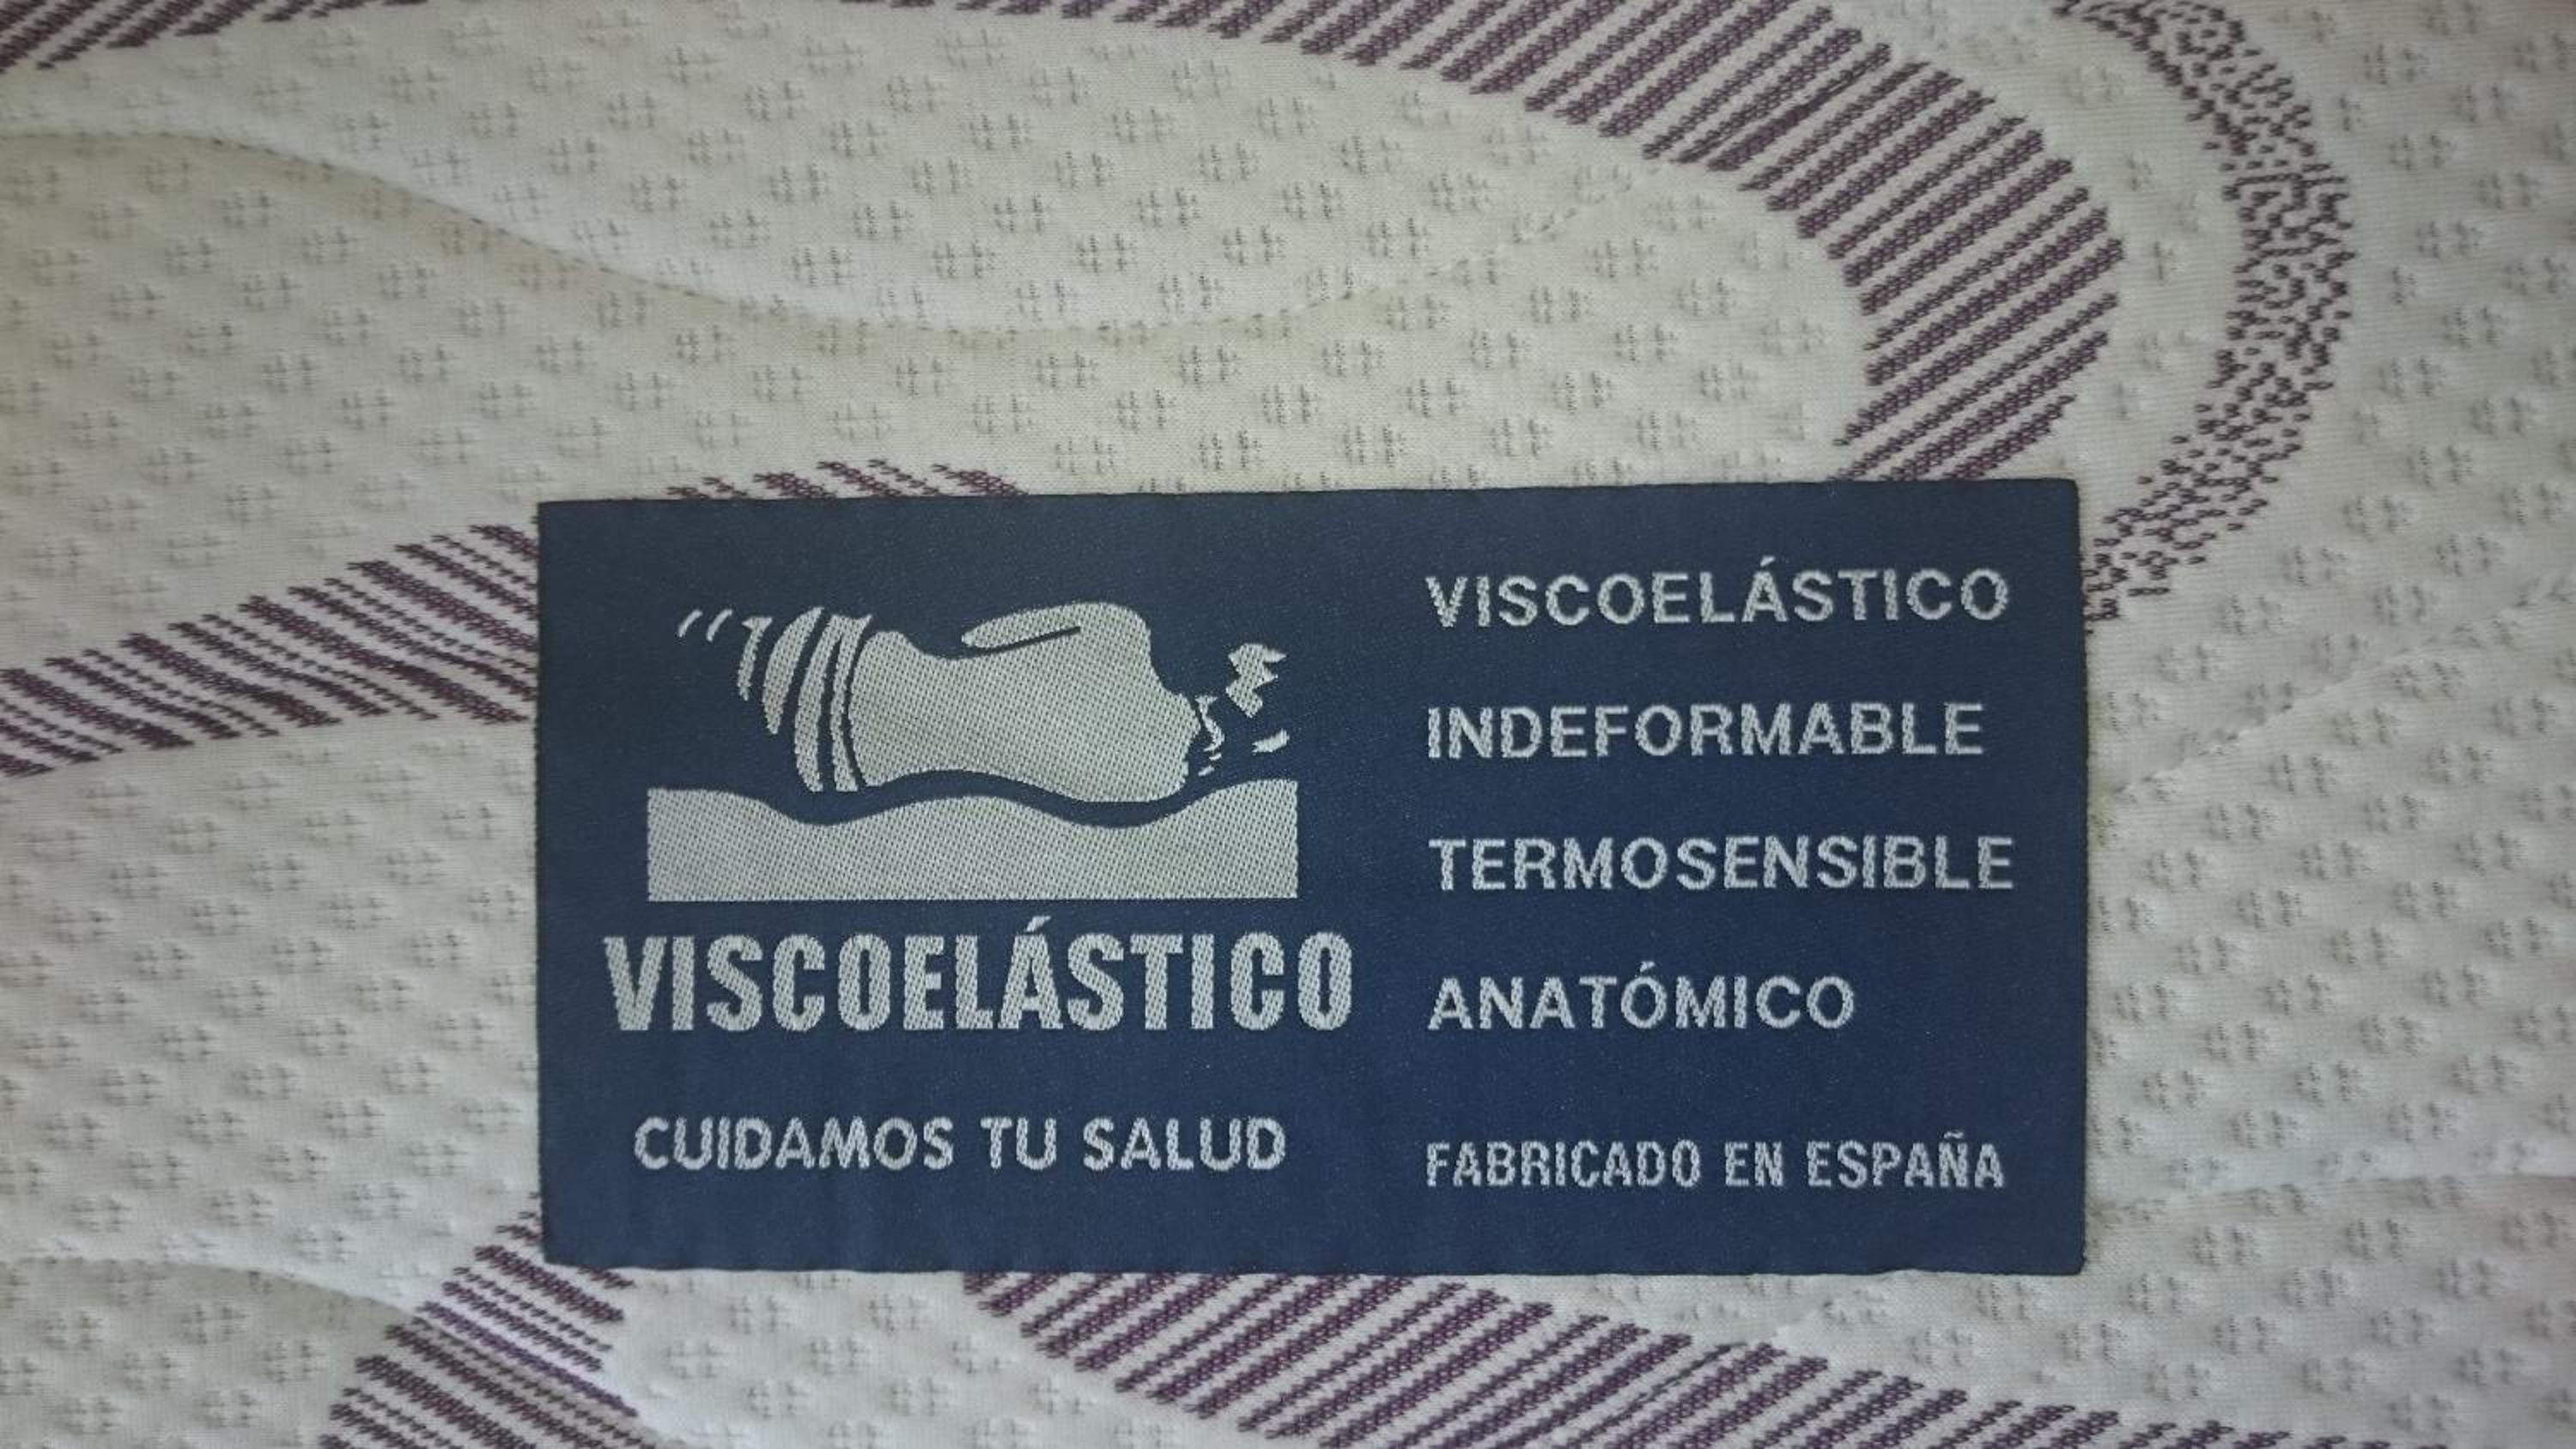 VISCOELÁSTICO
CUIDAMOS TU SALUD
VISCOELÁSTICO
INDEFORMABLE
TERMOSENSIBLE
ANATÓMICO
FABRICADO EN ESPAÑA